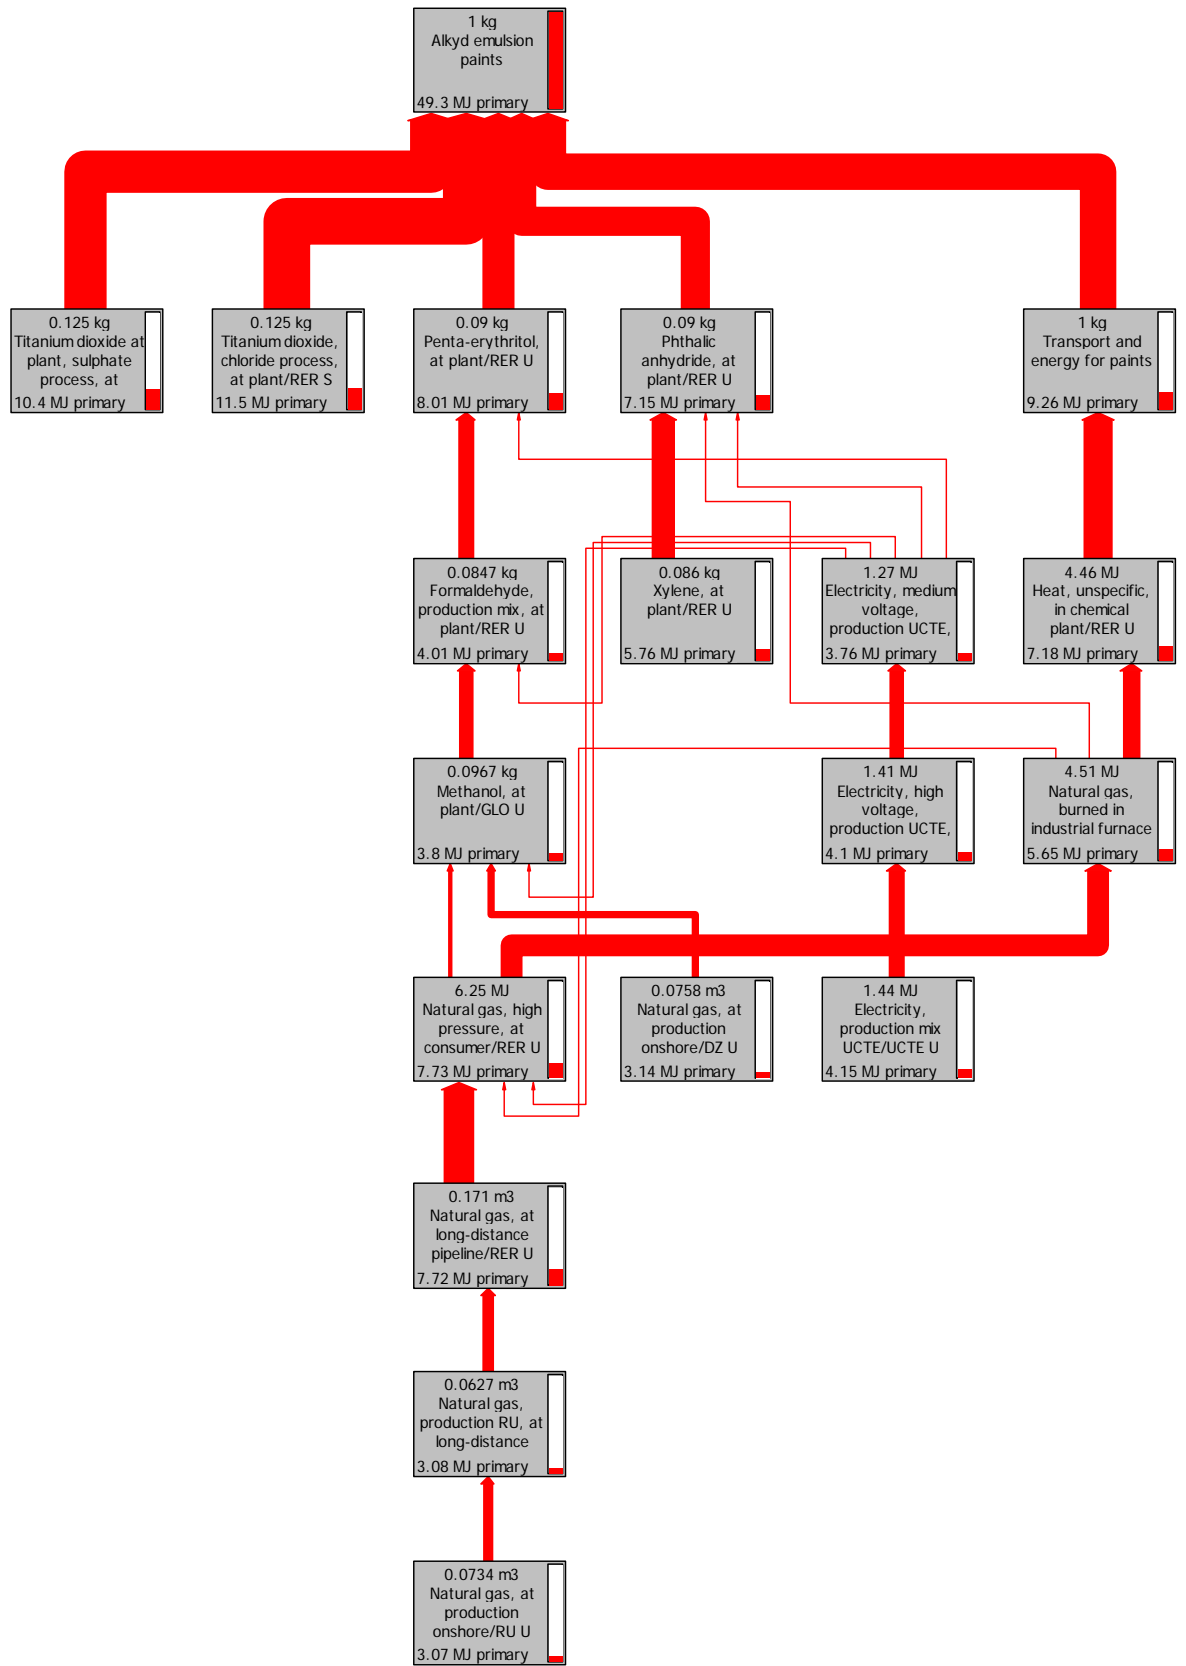 1 kg
Alkyd emulsion
paints
49.3 MJ primary
0.125 kg
Titanium dioxide at
plant, sulphate
process, at
10.4 MJ primary
0.125 kg
Titanium dioxide,
chloride process,
at plant/RER S
11.5 MJ primary
0.09 kg
Penta-erythritol,
at plant/RER U
8.01 MJ primary
0.09 kg
Phthalic
anhydride, at
plant/RER U
7.15 MJ primary
1 kg
Transport and
energy for paints
9.26 MJ primary
0.0847 kg
Formaldehyde,
production mix, at
plant/RER U
4.01 MJ primary
0.086 kg
Xylene, at
plant/RER U
5.76 MJ primary
1.27 MJ
Electricity, medium
voltage,
production UCTE,
3.76 MJ primary
4.46 MJ
Heat, unspecific,
in chemical
plant/RER U
7.18 MJ primary
0.0967 kg
Methanol, at
plant/GLO U
3.8 MJ primary
1.41 MJ
Electricity, high
voltage,
production UCTE,
4.1 MJ primary
4.51 MJ
Natural gas,
burned in
industrial furnace
5.65 MJ primary
6.25 MJ
Natural gas, high
pressure, at
consumer/RER U
7.73 MJ primary
0.0758 m3
Natural gas, at
production
onshore/DZ U
3.14 MJ primary
1.44 MJ
Electricity,
production mix
UCTE/UCTE U
4.15 MJ primary
0.171 m3
Natural gas, at
long-distance
pipeline/RER U
7.72 MJ primary
0.0627 m3
Natural gas,
production RU, at
long-distance
3.08 MJ primary
0.0734 m3
Natural gas, at
production
onshore/RU U
3.07 MJ primary